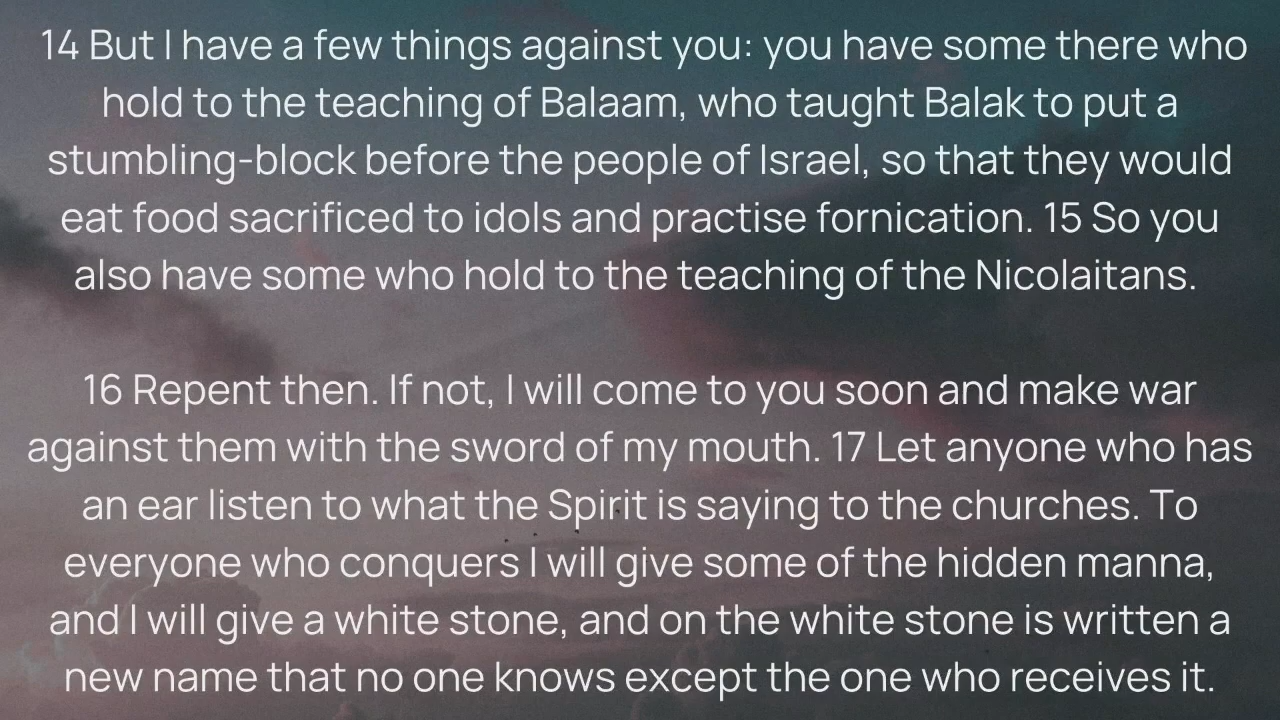 14 But I have a few things against you: you have some there who
hold to the teaching of Balaam, who taught Balak to put a
stumbling-block before the people of Israel, so that they would
eat food sacrificed to idols and practise fornication. 15 So you
also have some who hold to the teaching of the Nicolaitans.
16 Repent then. If not, I will come to you soon and make war
against them with the sword of my mouth. 17 Let anyone who has
an ear listen to what the Spirit is saying to the churches. To
everyone who conquers I will give some of the hidden manna,
and I will give a white stone, and on the white stone is written a
new name that no one knows except the one who receives it.